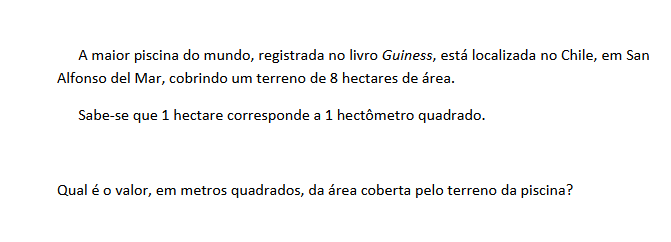 A maior piscina do mundo, registrada no livro Guiness, está localizada no Chile, em San
Alfonso del Mar, cobrindo um terreno de 8 hectares de área.
Sabe-se que 1 hectare corresponde a 1 hectômetro quadrado.
Qual é o valor, em metros quadrados, da área coberta pelo terreno da piscina?